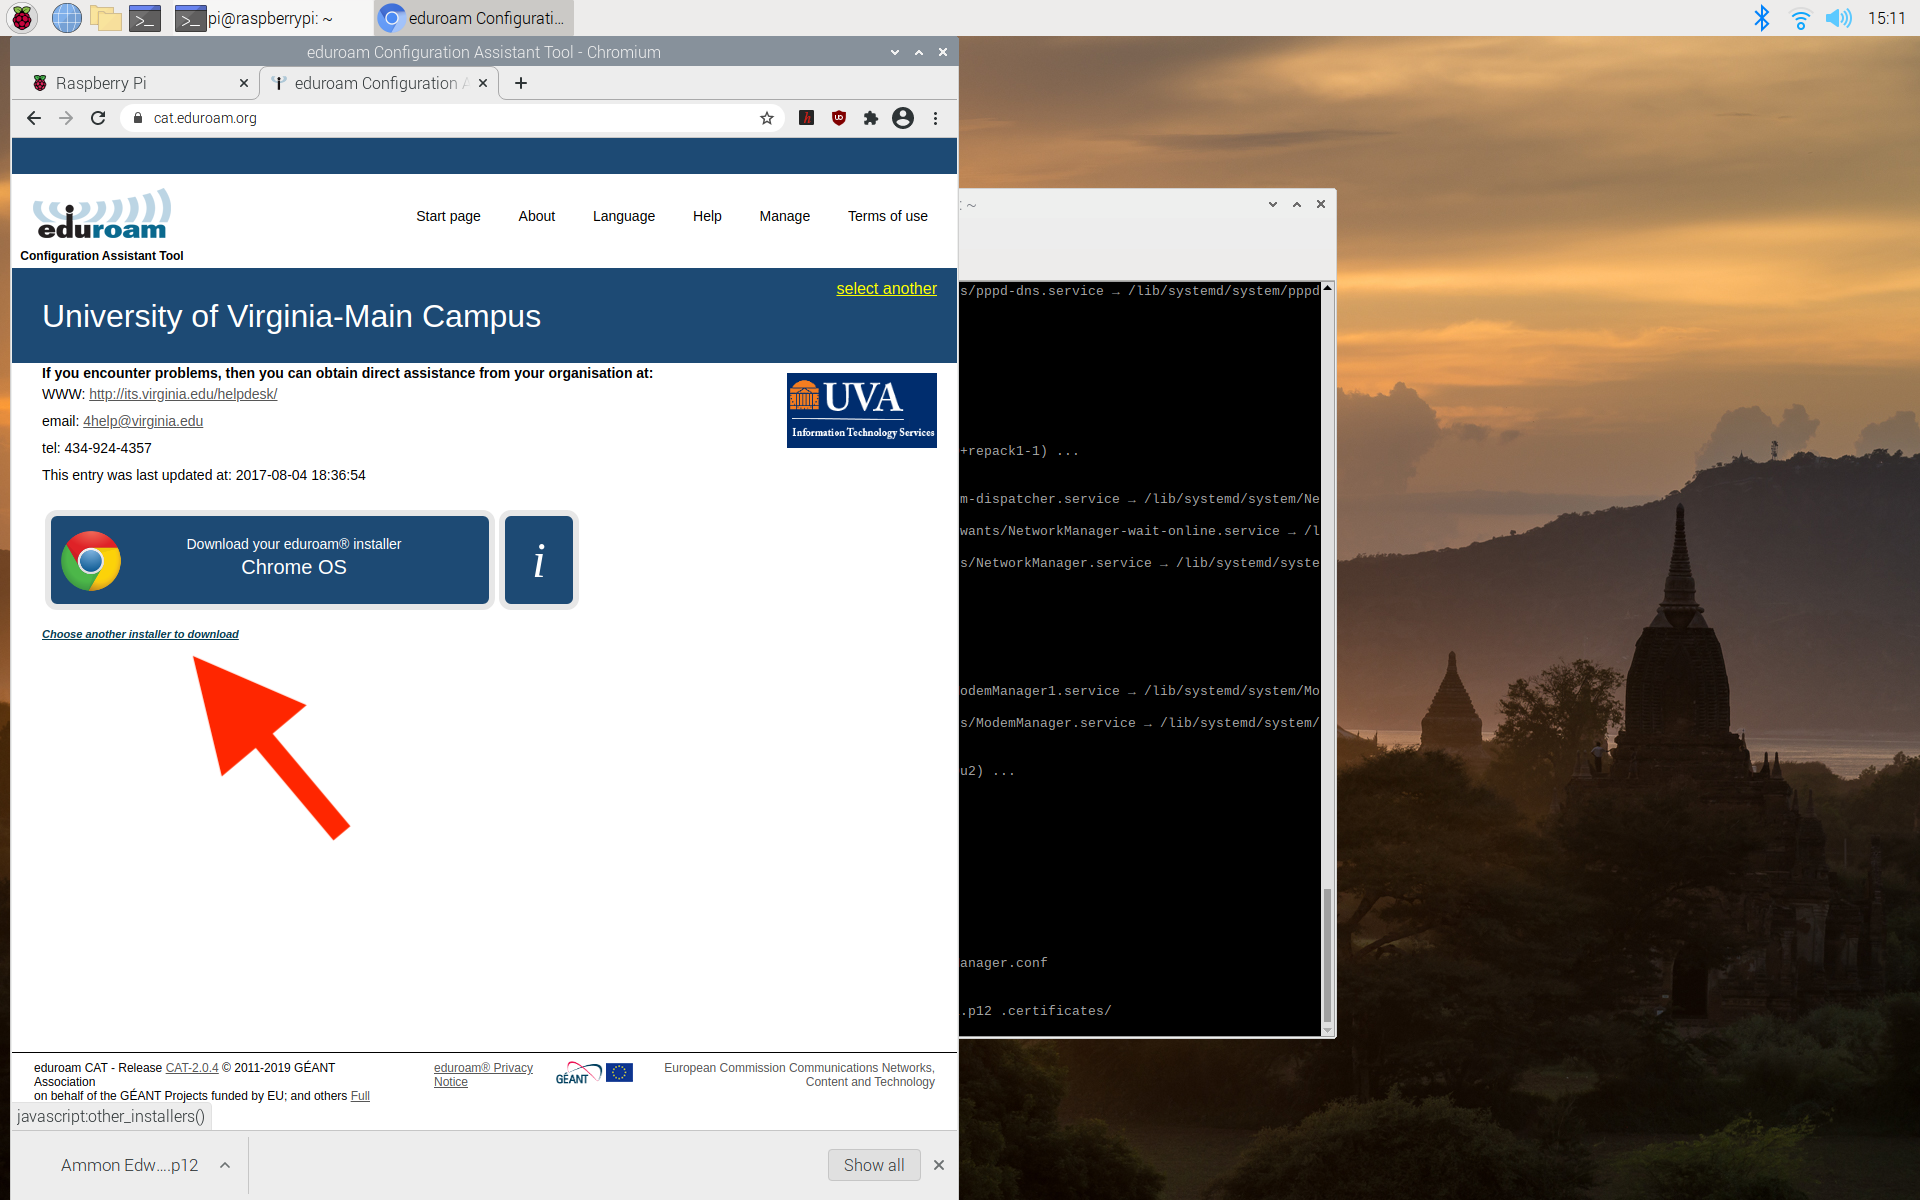 pi@raspberrypi: ~
eduroam Configurati...
15:11
eduroam Configuration Assistant Tool - Chromium
Raspberry Pi
eduroam Configuration A
cat.eduroam.org
eduroam
Configuration Assistant Tool
Start page
About
Language
Help
Manage
Terms of use
select another
University of Virginia-Main Campus
If you encounter problems, then you can obtain direct assistance from your organisation at:
WWW: http://its.virginia.edu/helpdesk/
email: 4help@virginia.edu
tel: 434-924-4357
This entry was last updated at: 2017-08-04 18:36:54
UVA
Information Technology Services
Download your eduroam® installer
Chrome OS
i
Choose another installer to download
eduroam CAT - Release CAT-2.0.4 © 2011-2019 GÉANT
Association
on behalf of the GÉANT Projects funded by EU; and others Full
eduroam® Privacy
Notice
GÉANT
European Commission Communications Networks,
Content and Technology
javascript:other_installers()
Ammon Edw....p12
Show all
: ~
s/pppd-dns.service → /lib/systemd/system/pppd
+repack1-1) ...
m-dispatcher.service → /lib/systemd/system/Ne
wants/NetworkManager-wait-online.service → /l
s/NetworkManager.service → /lib/systemd/syste
odemManager1.service → /lib/systemd/system/Mo
s/ModemManager.service → /lib/systemd/system/
u2) ...
anager.conf
.p12 .certificates/